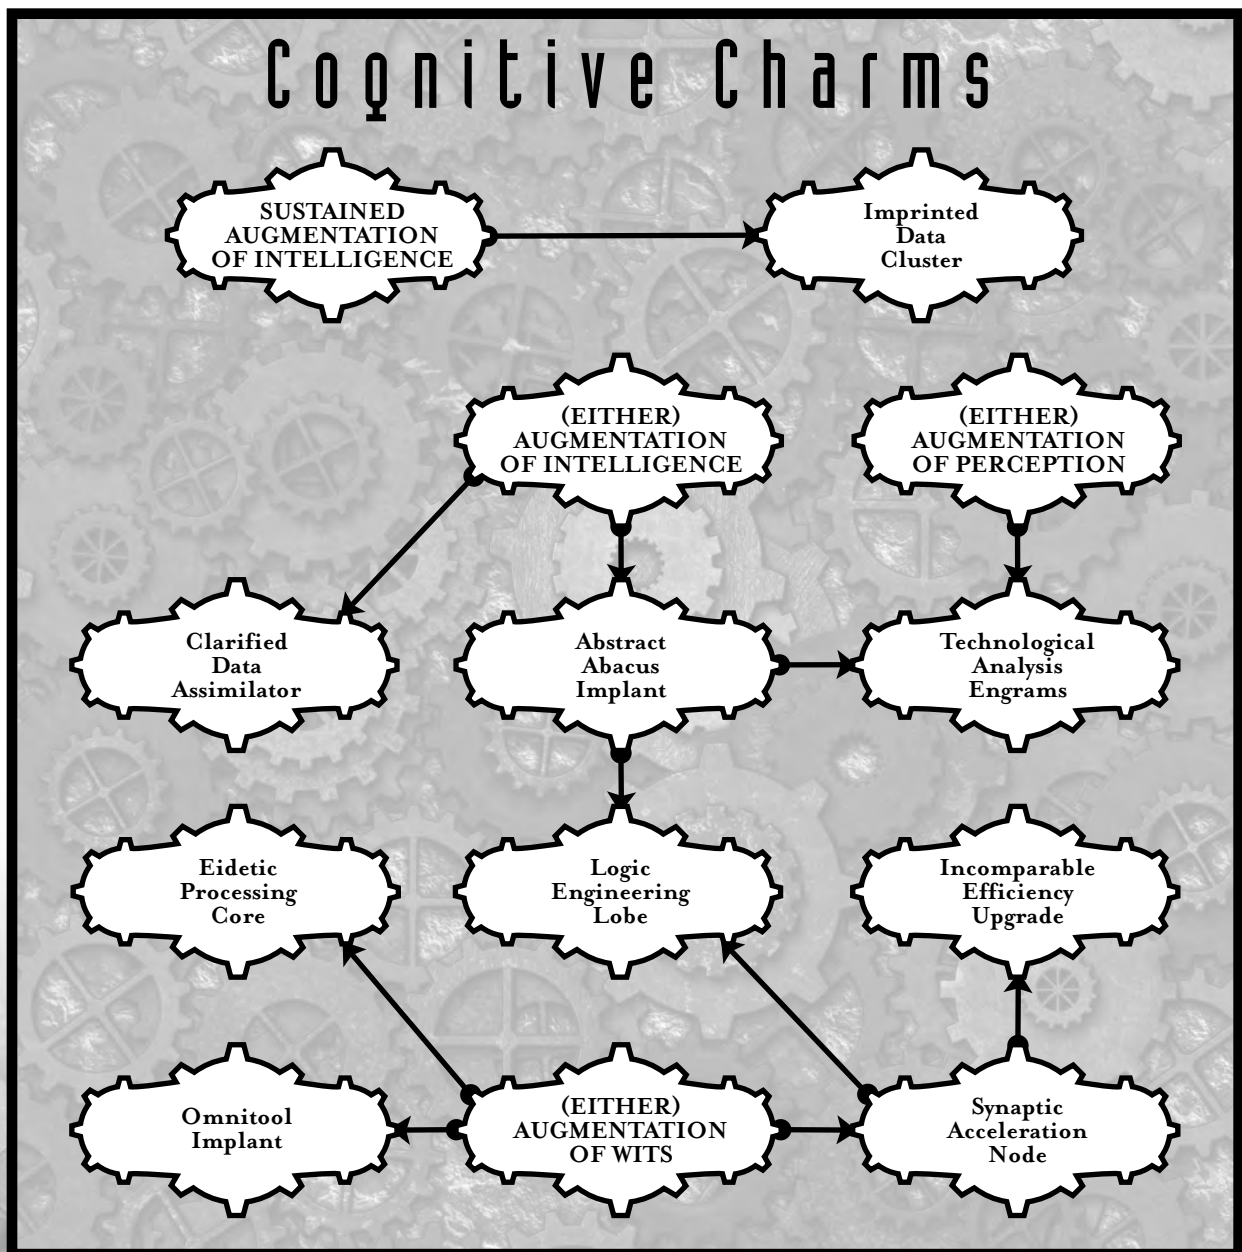 Cognitive Charms
SUSTAINED
AUGMENTATION
OF INTELLIGENCE
Imprinted
Data
Cluster
(EITHER)
AUGMENTATION
OF INTELLIGENCE
(EITHER)
AUGMENTATION
OF PERCEPTION
Clarified
Data
Assimilator
Abstract
Abacus
Implant
Technological
Analysis
Engrams
Eidetic
Processing
Core
Logic
Engineering
Lobe
Incomparable
Efficiency
Upgrade
Omnitool
Implant
(EITHER)
AUGMENTATION
OF WITS
Synaptic
Acceleration
Node